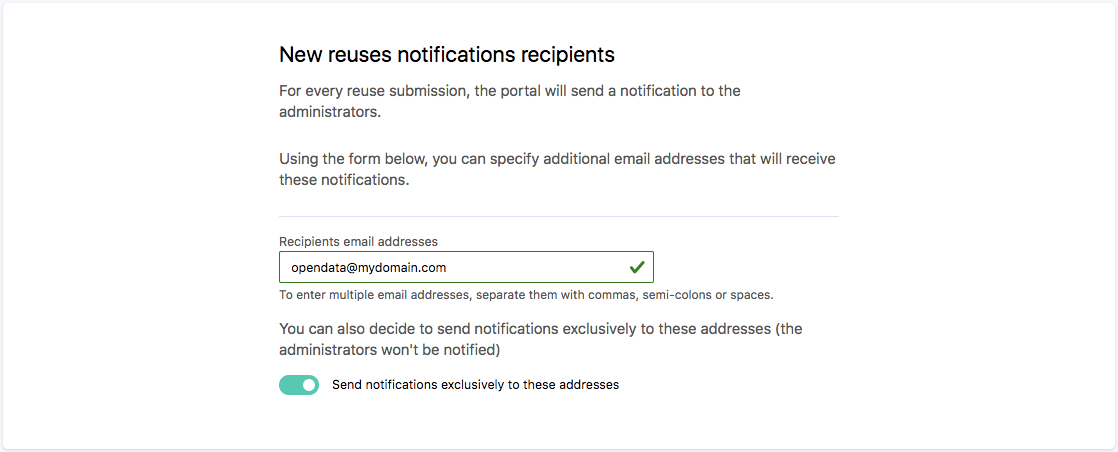 New reuses notifications recipients
For every reuse submission, the portal will send a notification to the
administrators.
Using the form below, you can specify additional email addresses that will receive
these notifications.
Recipients email addresses
opendata@mydomain.com
To enter multiple email addresses, separate them with commas, semi-colons or spaces.
You can also decide to send notifications exclusively to these addresses (the
administrators won't be notified)
Send notifications exclusively to these addresses